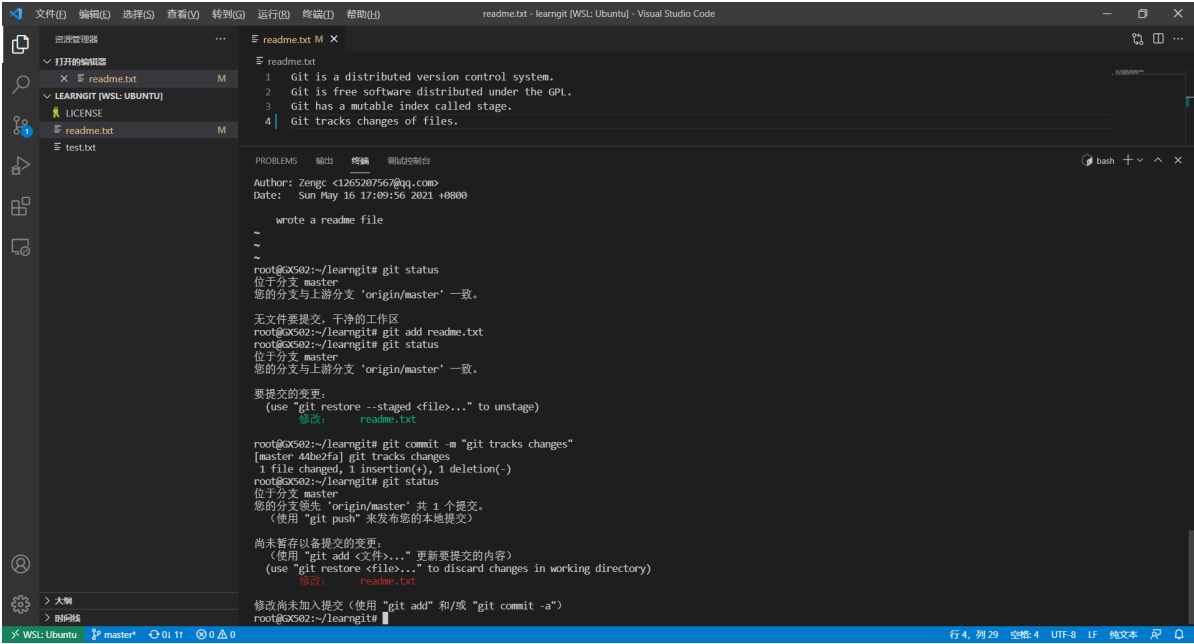 文件(F) 编辑(E) 选择(S) 查看(V) 转到(G) 运行(R) 终端(T) 帮助(H) readme.txt - learngit [WSL: Ubuntu] - Visual Studio Code
资源管理器 ···
打开的编辑器
readme.txt M
LEARNGIT [WSL: UBUNTU]
LICENSE
readme.txt M
test.txt
1
大纲
时间线
readme.txt M
readme.txt
1 Git is a distributed version control system.
2 Git is free software distributed under the GPL.
3 Git has a mutable index called stage.
4 Git tracks changes of files.
PROBLEMS 输出 终端 调试控制台 bash
Author: Zengc <1265207567@qq.com>
Date:   Sun May 16 17:09:56 2021 +0800
wrote a readme file
~
~
~
root@GX502:~/learngit# git status
位于分支 master
您的分支与上游分支 'origin/master' 一致。
无文件要提交，干净的工作区
root@GX502:~/learngit# git add readme.txt
root@GX502:~/learngit# git status
位于分支 master
您的分支与上游分支 'origin/master' 一致。
要提交的变更：
(use "git restore --staged <file>..." to unstage)
修改：     readme.txt
root@GX502:~/learngit# git commit -m "git tracks changes"
[master 44be2fa] git tracks changes
1 file changed, 1 insertion(+), 1 deletion(-)
root@GX502:~/learngit# git status
位于分支 master
您的分支领先 'origin/master' 共 1 个提交。
（使用 "git push" 来发布您的本地提交）
尚未暂存以备提交的变更：
（使用 "git add <文件>..." 更新要提交的内容）
(use "git restore <file>..." to discard changes in working directory)
修改：     readme.txt
修改尚未加入提交（使用 "git add" 和/或 "git commit -a"）
root@GX502:~/learngit#
WSL: Ubuntu master* 0↓ 1↑ 0 0 行 4，列 29 空格: 4 UTF-8 LF 纯文本